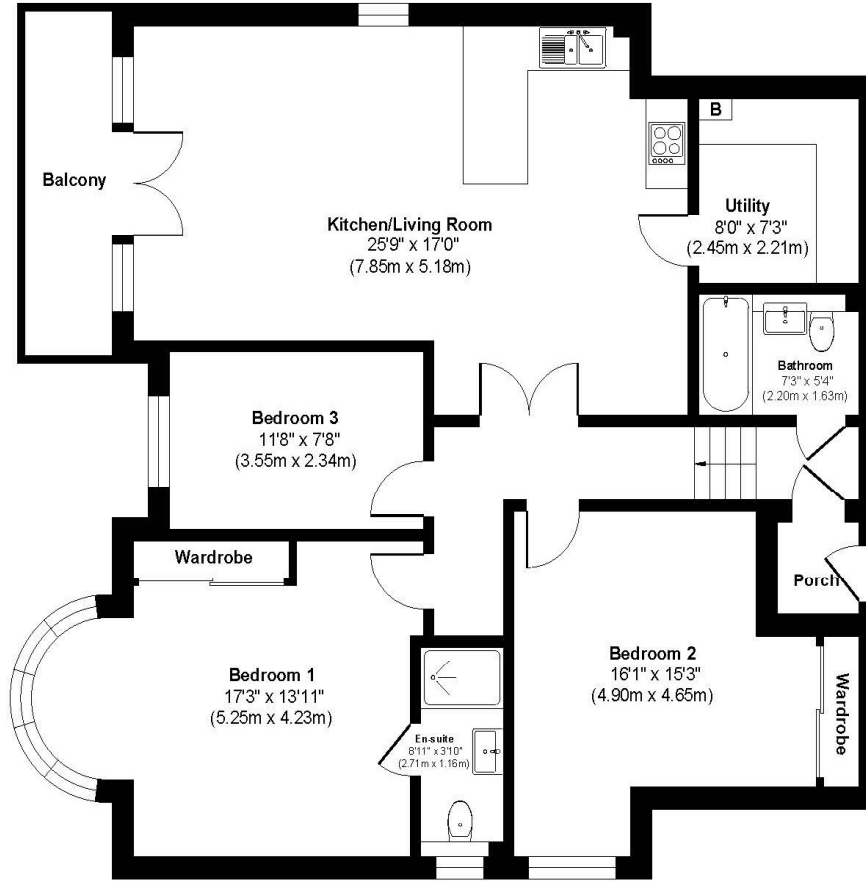 B
Balcony
Kitchen/Living Room
25'9" x 17'0"
(7.85m x 5.18m)
Utility
8'0" x 7'3"
(2.45m x 2.21m)
Bathroom
7'3" x 5'4"
(2.20m x 1.63m)
Bedroom 3
11'8" x 7'8"
(3.55m x 2.34m)
Wardrobe
Porch
Bedroom 1
17'3" x 13'11"
(5.25m x 4.23m)
Bedroom 2
16'1" x 15'3"
(4.90m x 4.65m)
Wardrobe
En-suite
8'11" x 3'10"
(2.71m x 1.16m)